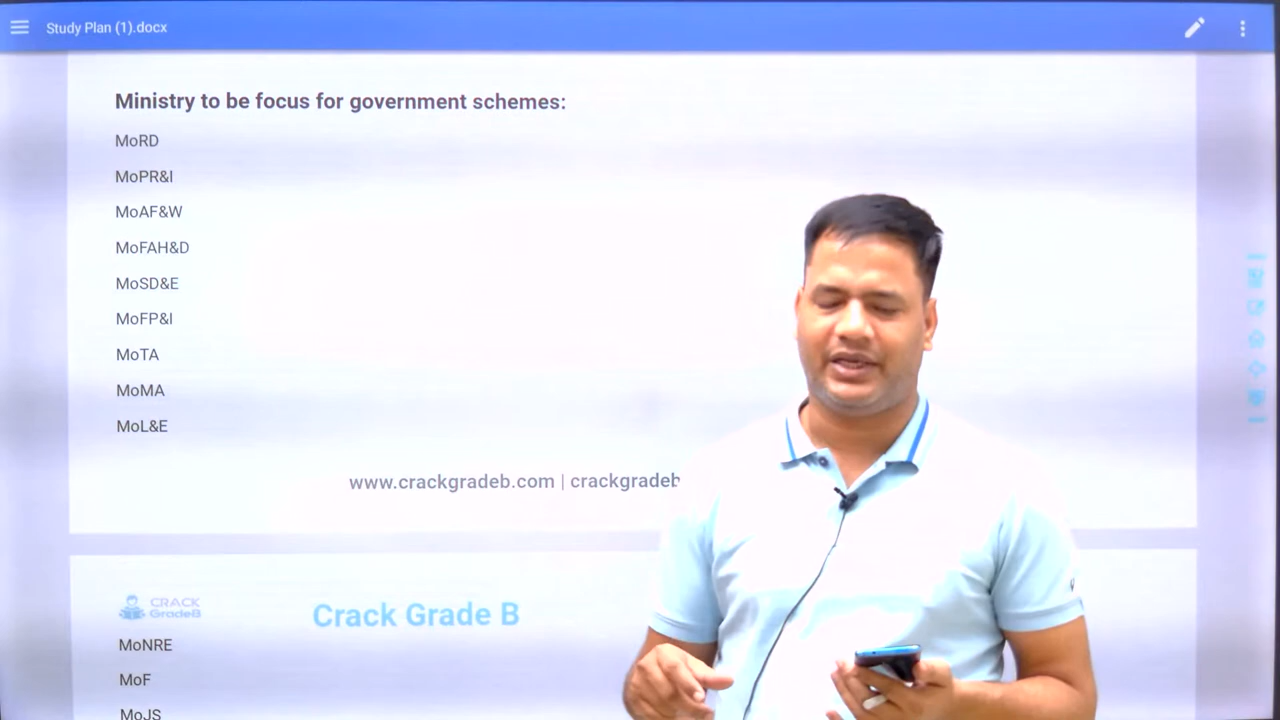 Study Plan (1).docx
Ministry to be focus for government schemes:
MoRD
MoPR&I
MoAF&W
MoFAH&D
MoSD&E
MoFP&I
MoTA
MoMA
MoL&E
www.crackgradeb.com | crackgradeb
CRACK
GradeB
Crack Grade B
MoNRE
MoF
MoJS